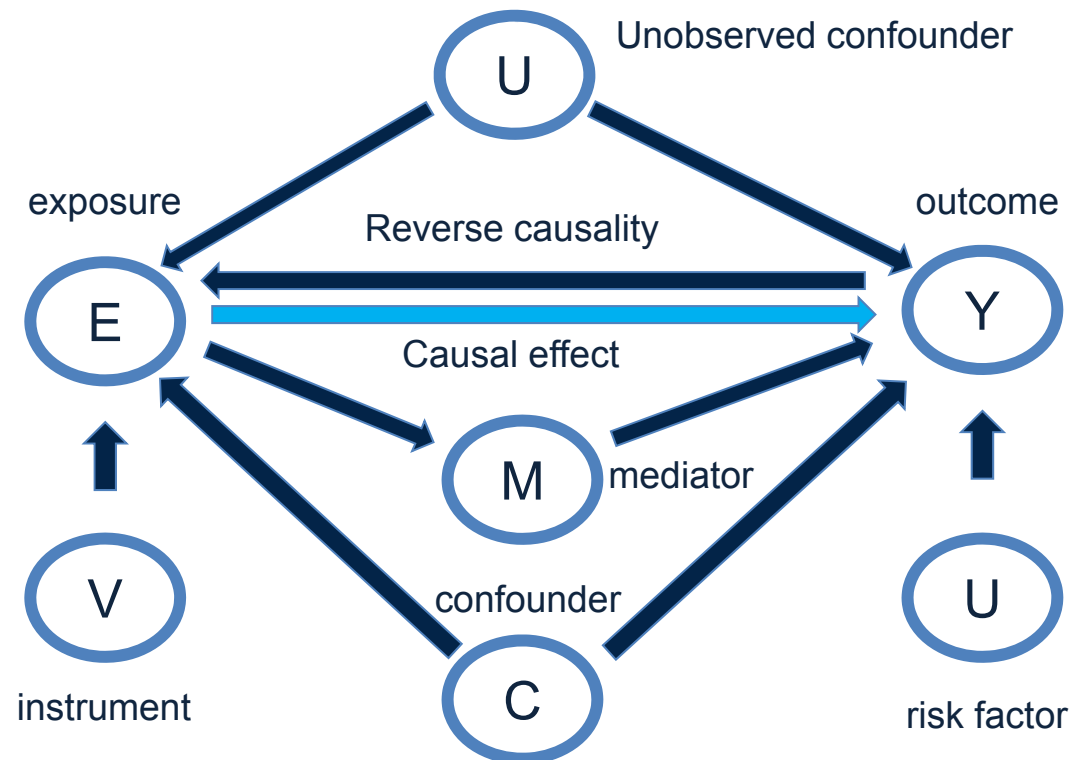 Unobserved confounder
U
exposure
outcome
Reverse causality
E
Y
Causal effect
M
mediator
V
confounder
U
instrument
C
risk factor